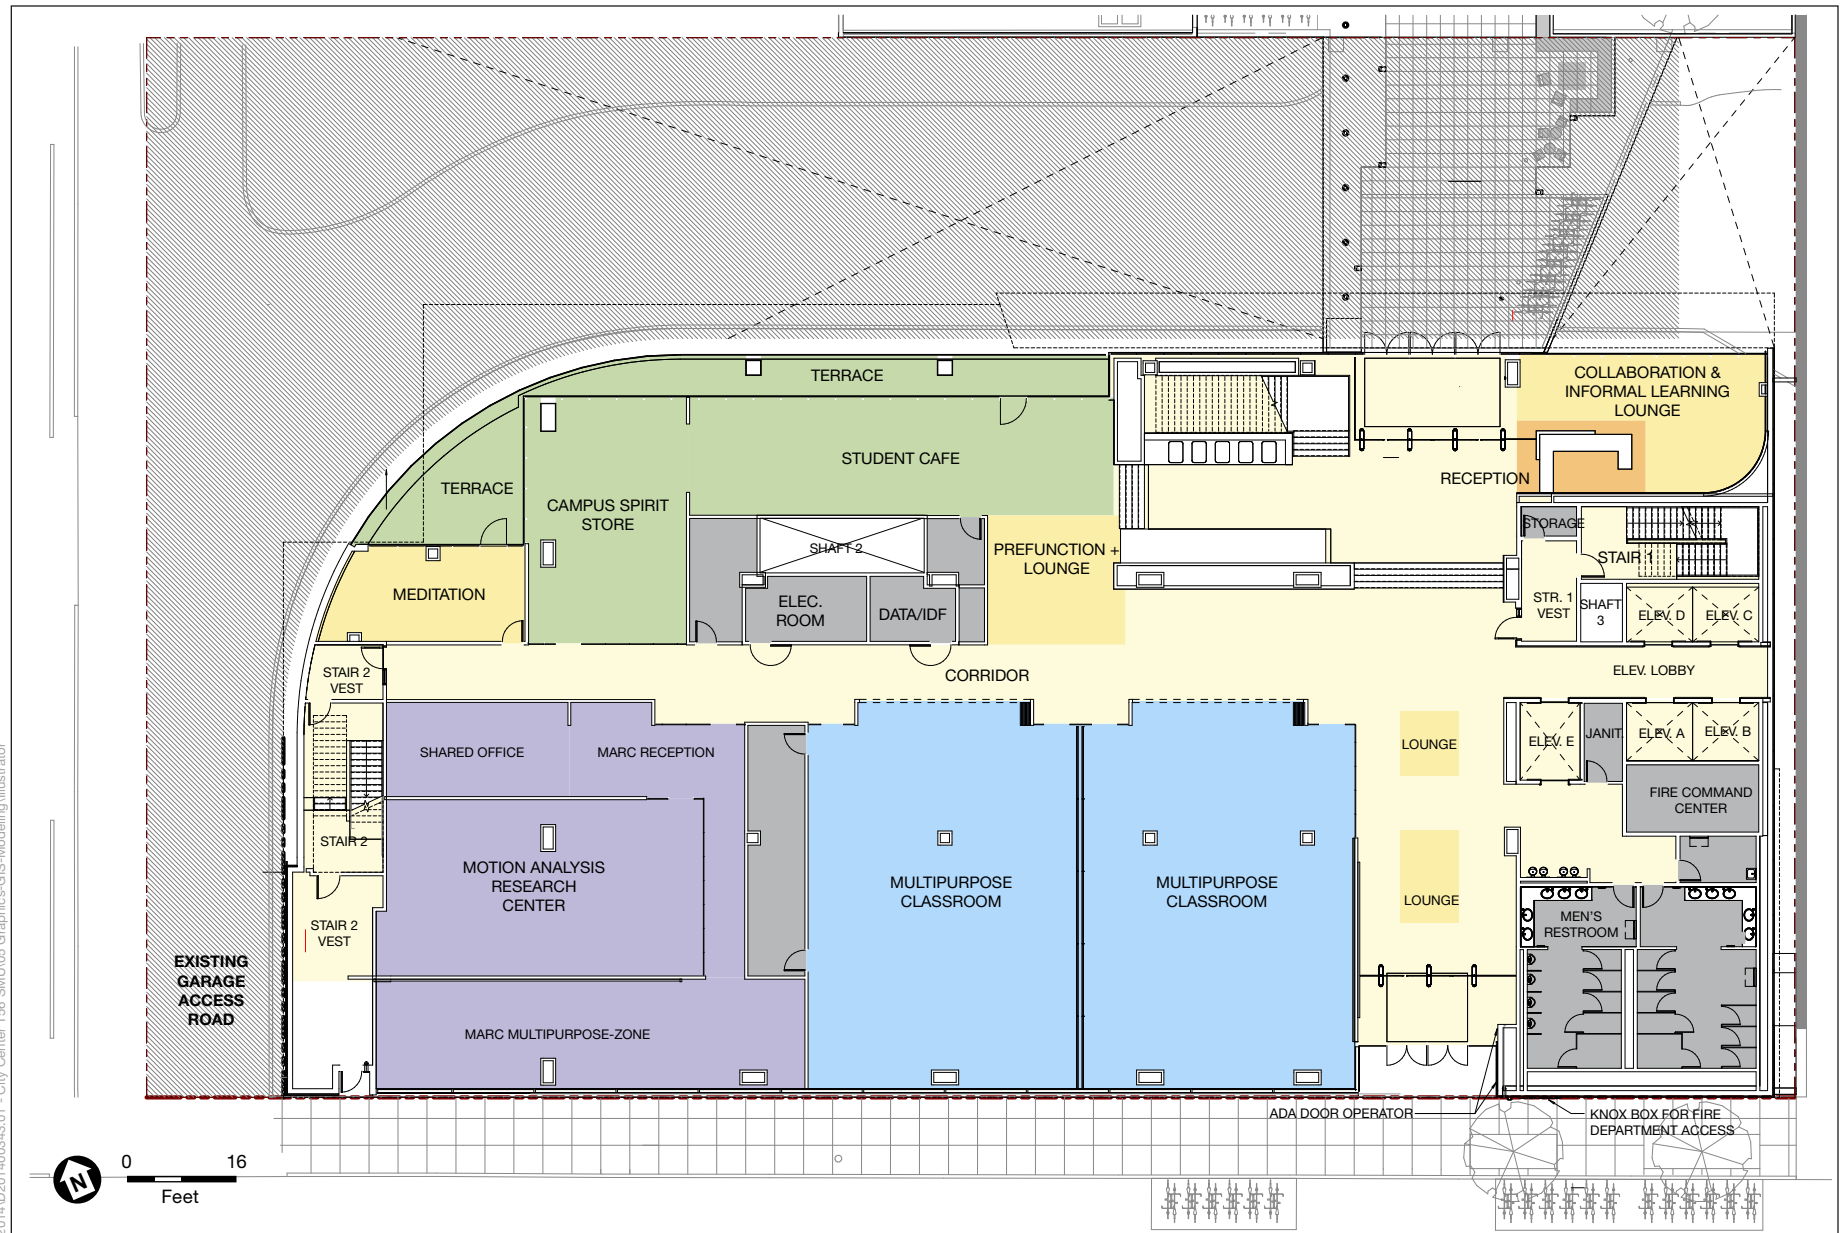 TERRACE
COLLABORATION &
INFORMAL LEARNING
LOUNGE
STUDENT CAFE
RECEPTION
TERRACE
CAMPUS SPIRIT
STORE
STORAGE
SHAFT 2
PREFUNCTION +
LOUNGE
STAIR 1
MEDITATION
ELEC.
ROOM
DATA/IDF
STR. 1
VEST
SHAFT
3
ELEV. D
ELEV. C
STAIR 2
VEST
CORRIDOR
ELEV. LOBBY
SHARED OFFICE
MARC RECEPTION
LOUNGE
ELEV. E
JANIT.
ELEV. A
ELEV. B
FIRE COMMAND
CENTER
STAIR 2
MOTION ANALYSIS
RESEARCH
CENTER
MULTIPURPOSE
CLASSROOM
MULTIPURPOSE
CLASSROOM
LOUNGE
STAIR 2
VEST
MEN'S
RESTROOM
EXISTING
GARAGE
ACCESS
ROAD
MARC MULTIPURPOSE-ZONE
ADA DOOR OPERATOR
KNOX BOX FOR FIRE
DEPARTMENT ACCESS
N
0 16
Feet